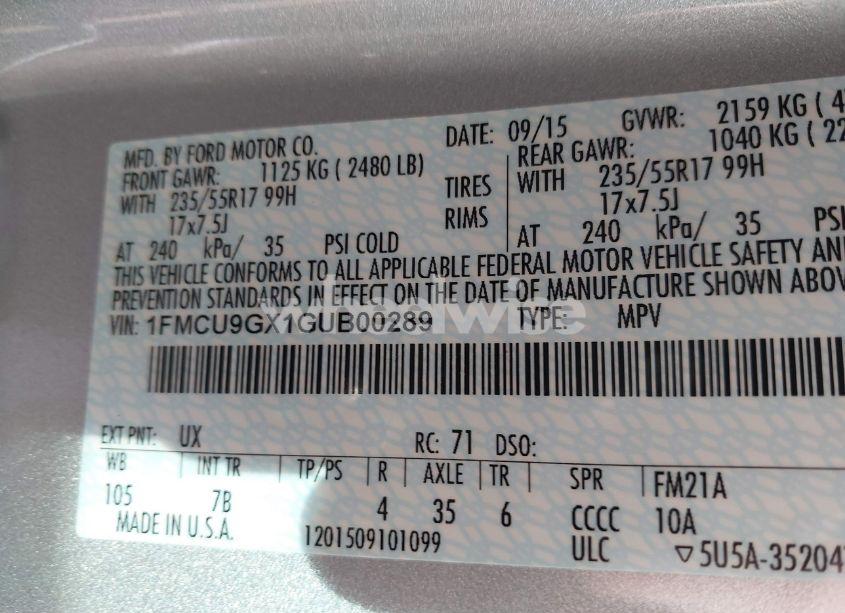 MFD. BY FORD MOTOR CO.
DATE: 09/15 GVWR: 2159 KG ( 4
FRONT GAWR: 1125 KG ( 2480 LB)
REAR GAWR: 1040 KG ( 22
WITH 235/55R17 99H TIRES WITH 235/55R17 99H
17x7.5J RIMS 17x7.5J
AT 240 kPa/ 35 PSI COLD AT 240 kPa/ 35 PSI
THIS VEHICLE CONFORMS TO ALL APPLICABLE FEDERAL MOTOR VEHICLE SAFETY AN
PREVENTION STANDARDS IN EFFECT ON THE DATE OF MANUFACTURE SHOWN ABOV
VIN: 1FMCU9GX1GUB00289 TYPE: MPV
EXT PNT: UX RC: 71 DSO:
WB INT TR TP/PS R AXLE TR SPR FM21A
105 7B 4 35 6 CCCC 10A
MADE IN U.S.A. 1201509101099 ULC ▽5U5A-35204